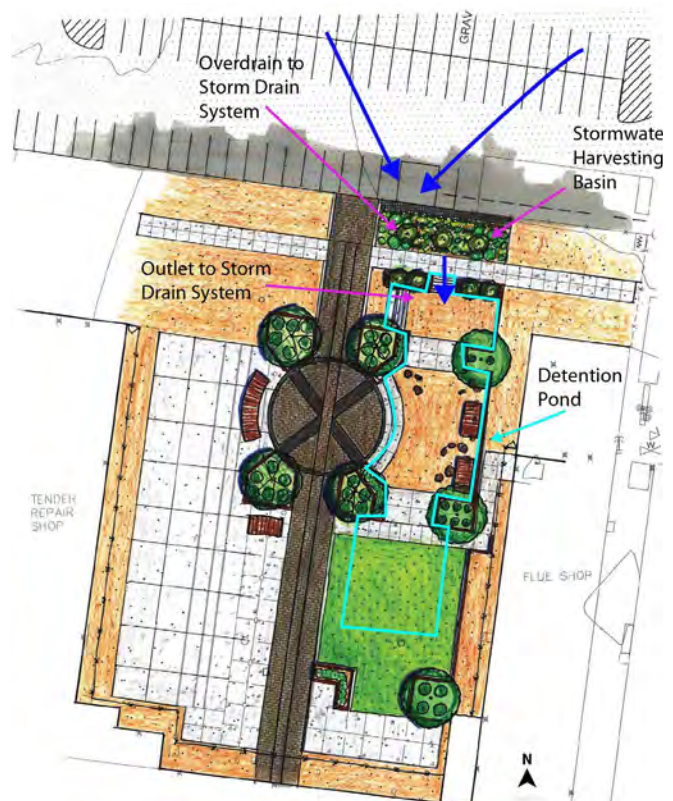 GRAV
Overdrain to
Storm Drain
System
Stormwater
Harvesting
Basin
Outlet to Storm
Drain System
Detention
Pond
TENDER
REPAIR
SHOP
FLUE SHOP
N